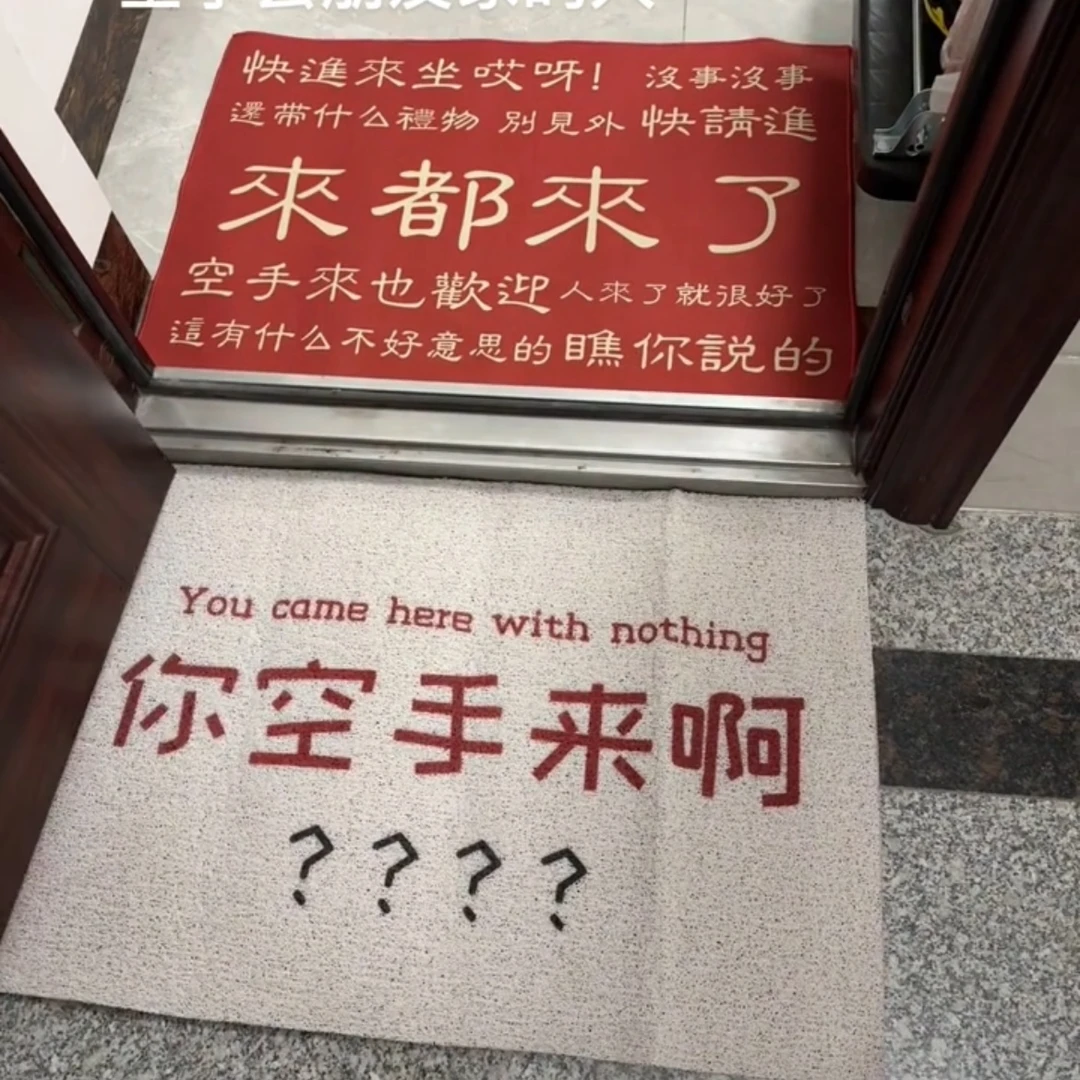 快進來坐哎呀! 沒事沒事
還带什么禮物 別見外 快請進
來都來了
空手來也歡迎 人來了就很好了
這有什么不好意思的 瞧你説的
You came here with nothing
你空手来啊
????